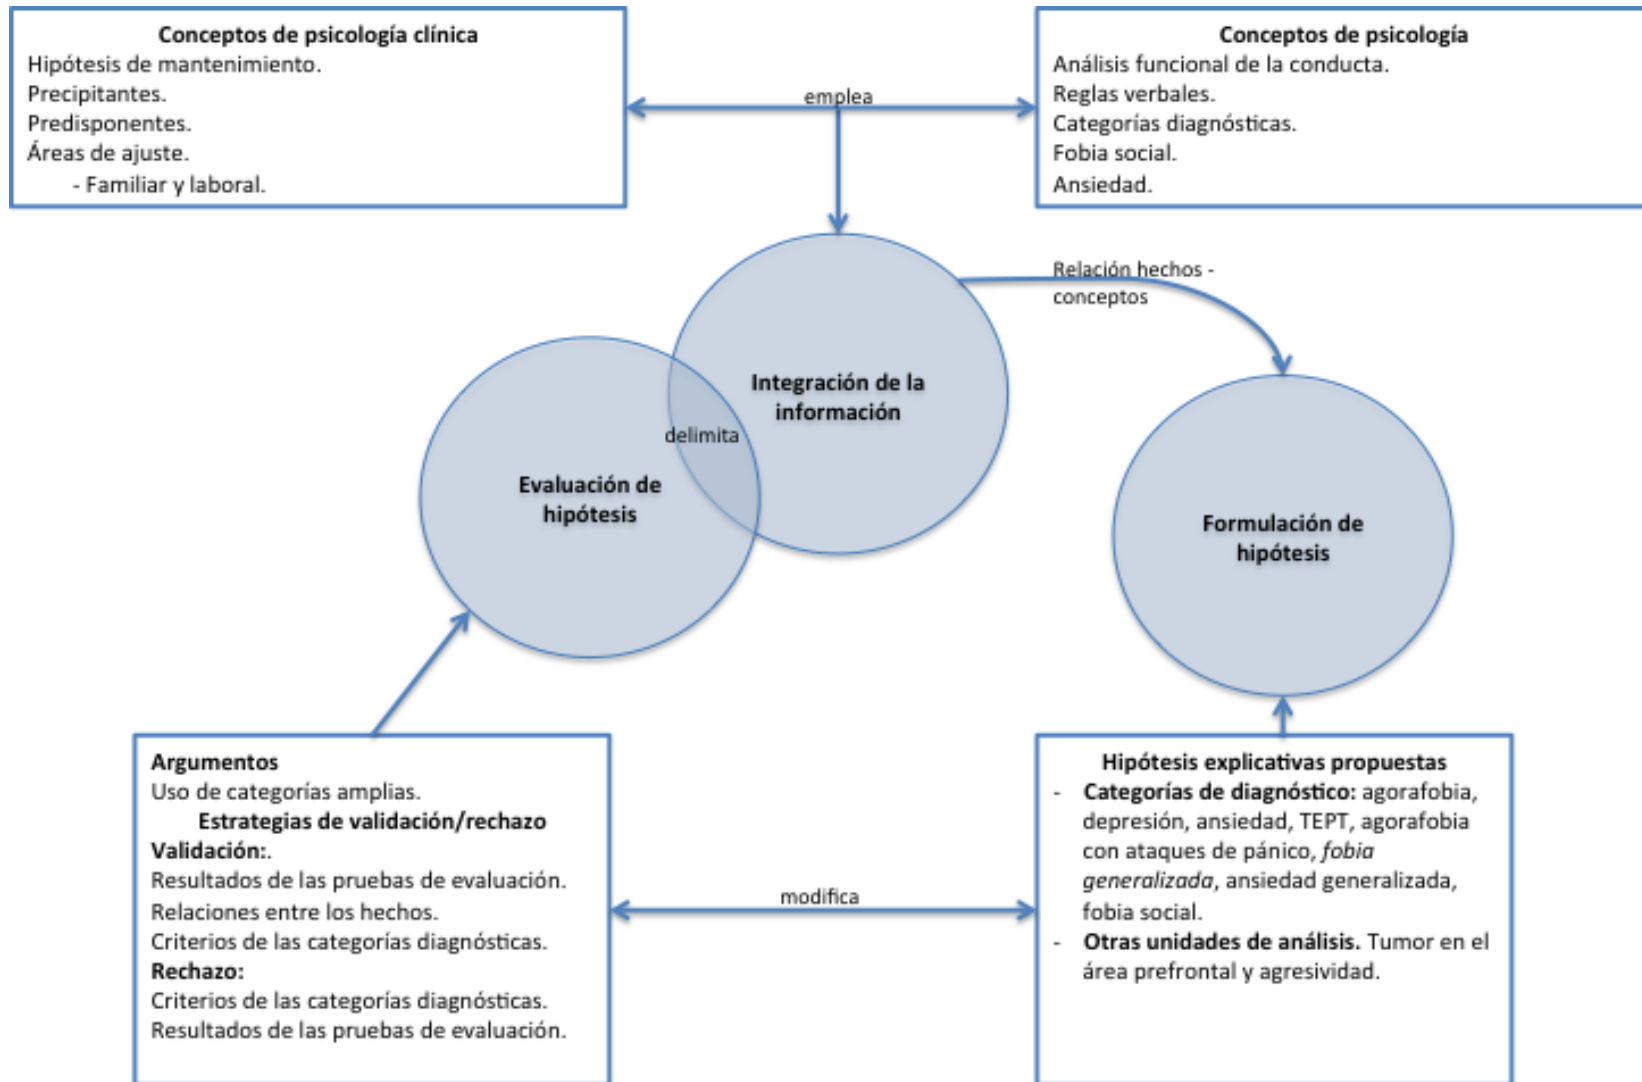 Conceptos de psicología clínica
Hipótesis de mantenimiento.
Precipitantes.
Predisponentes.
Áreas de ajuste.
- Familiar y laboral.
emplea
Conceptos de psicología
Análisis funcional de la conducta.
Reglas verbales.
Categorías diagnósticas.
Fobia social.
Ansiedad.
Relación hechos -
conceptos
Integración de la
información
delimita
Evaluación de
hipótesis
Formulación de
hipótesis
Argumentos
Uso de categorías amplias.
Estrategias de validación/rechazo
Validación:.
Resultados de las pruebas de evaluación.
Relaciones entre los hechos.
Criterios de las categorías diagnósticas.
Rechazo:
Criterios de las categorías diagnósticas.
Resultados de las pruebas de evaluación.
modifica
Hipótesis explicativas propuestas
- Categorías de diagnóstico: agorafobia,
depresión, ansiedad, TEPT, agorafobia
con ataques de pánico, fobia
generalizada, ansiedad generalizada,
fobia social.
- Otras unidades de análisis. Tumor en el
área prefrontal y agresividad.